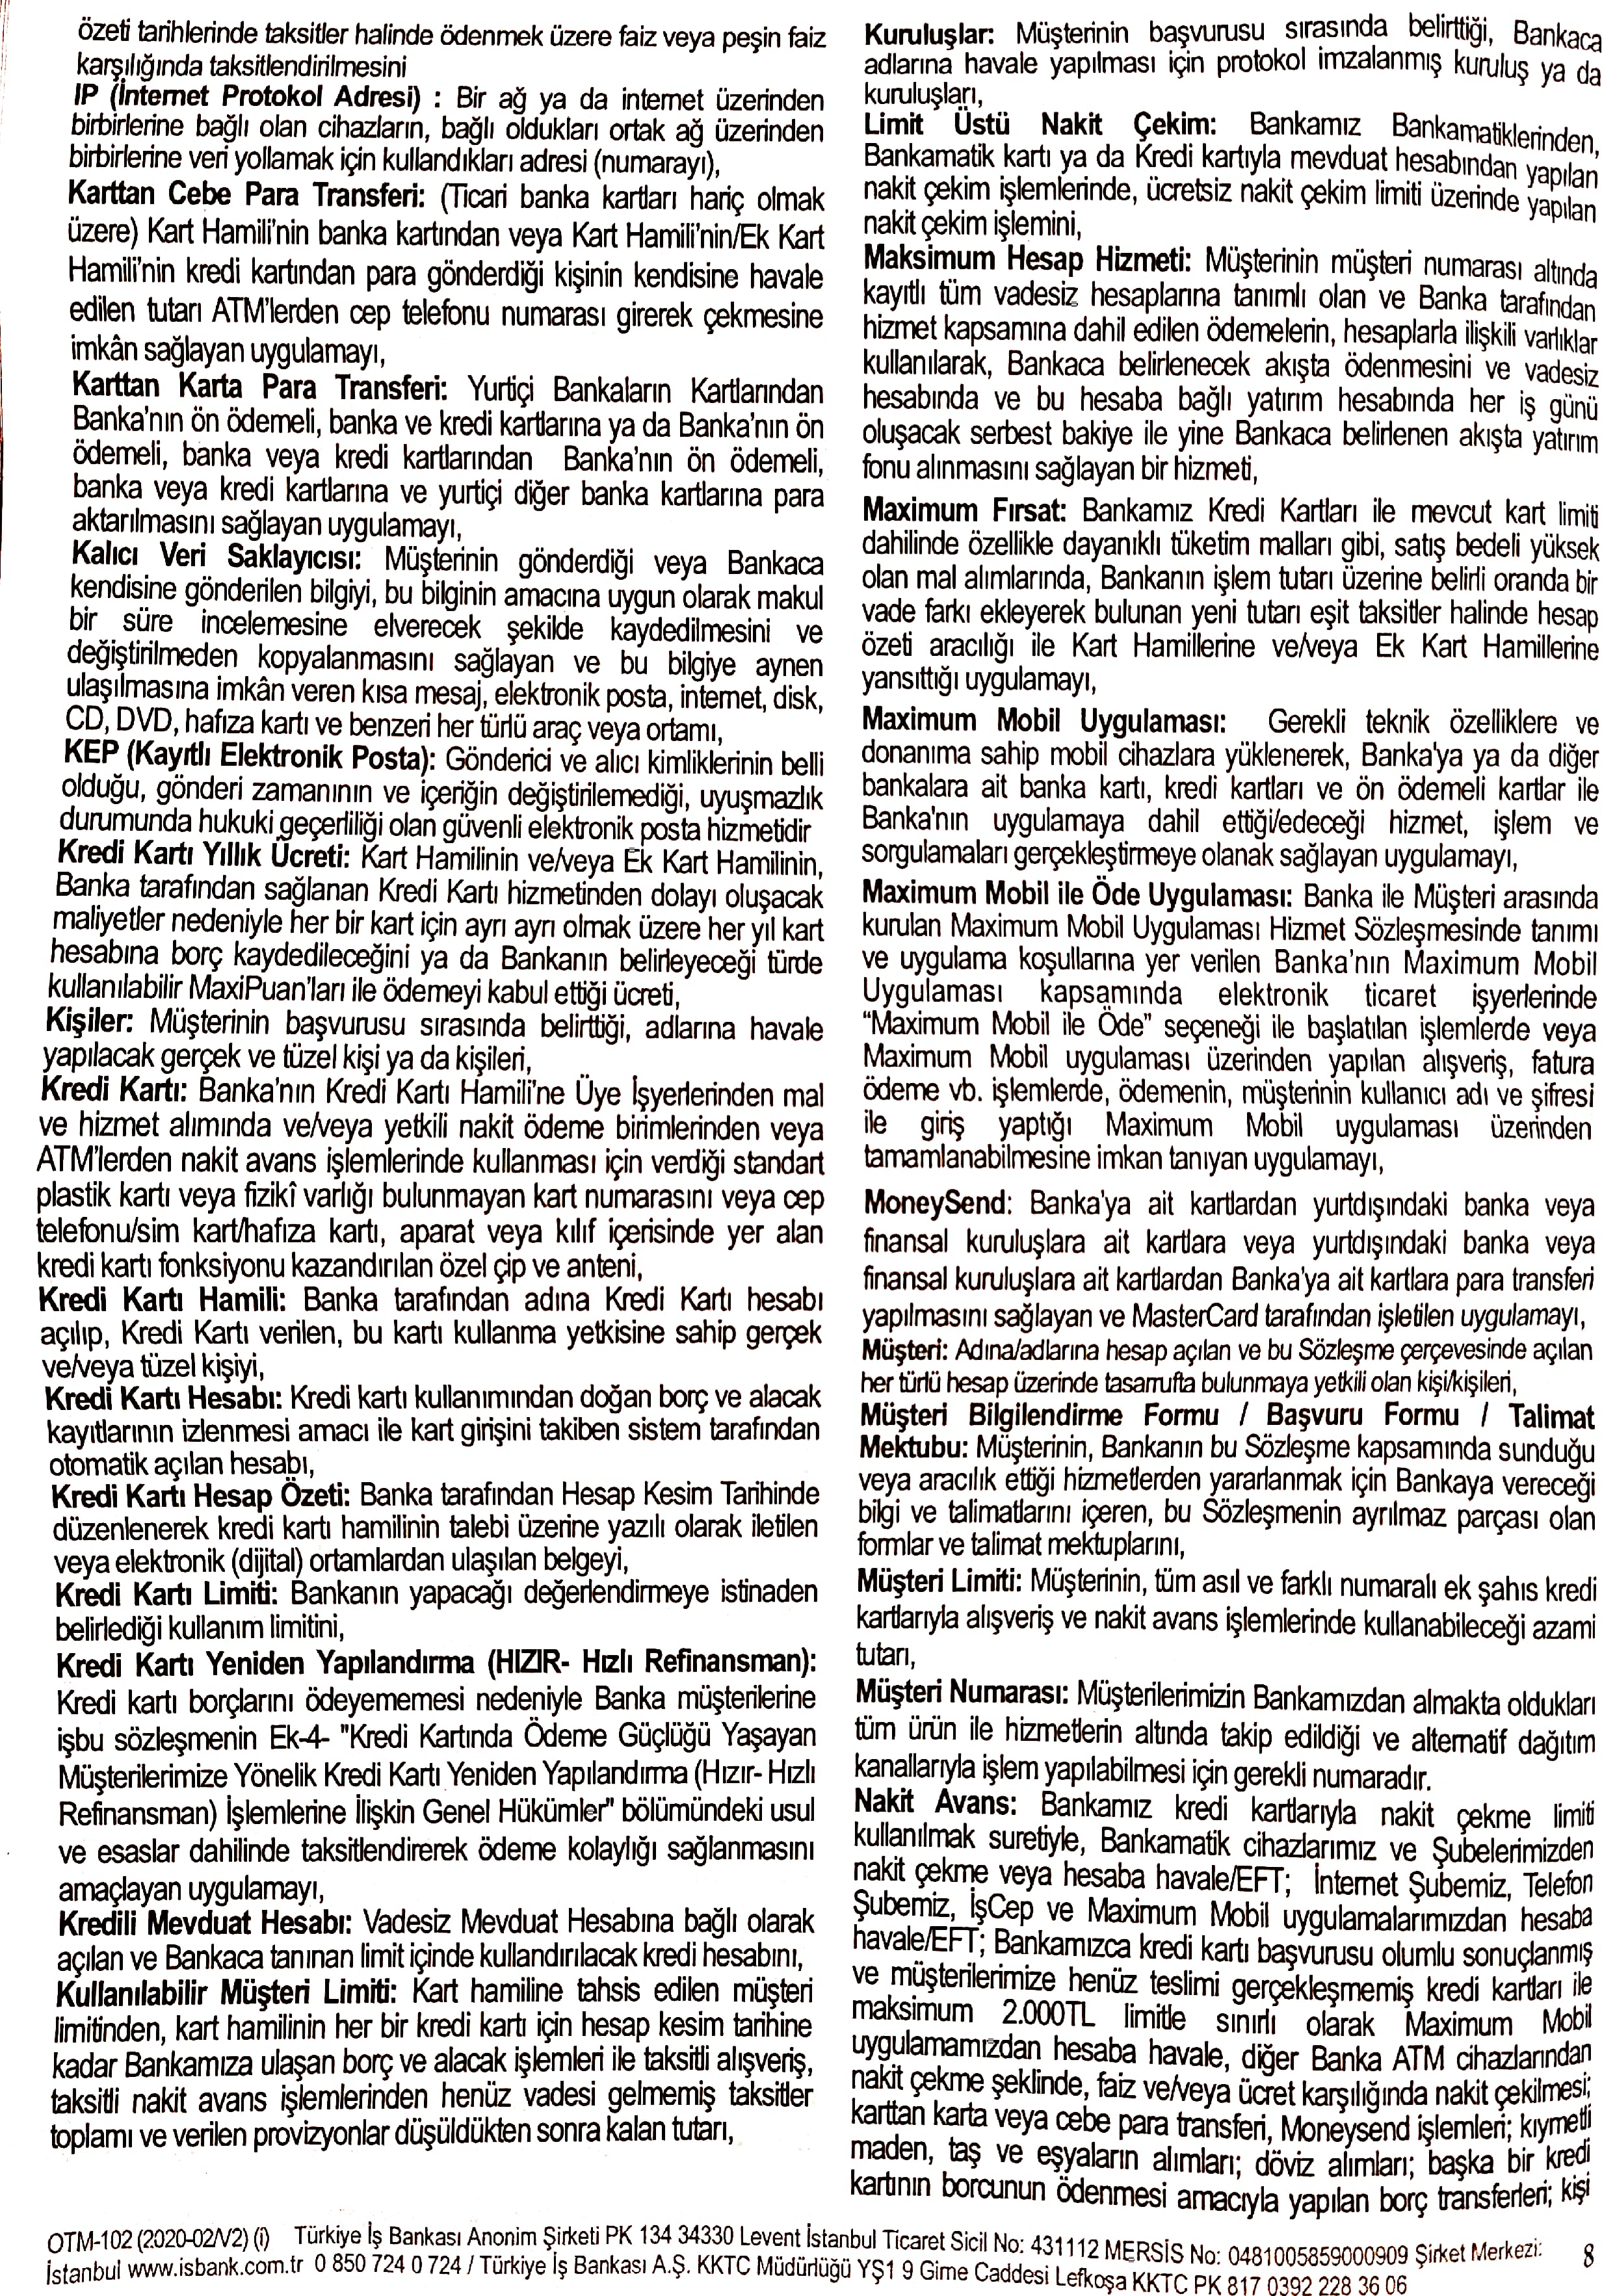 özeti tarihlerinde taksitler halinde ödenmek üzere faiz veya peşin faiz
karşılığında taksitlendirilmesini
IP (İnternet Protokol Adresi) : Bir ağ ya da internet üzerinden
birbirlerine bağlı olan cihazların, bağlı oldukları ortak ağ üzerinden
birbirlerine veri yollamak için kullandıkları adresi (numarayı),
Karttan Cebe Para Transferi: (Ticari banka kartları hariç olmak
üzere) Kart Hamili'nin banka kartından veya Kart Hamili'nin/Ek Kart
Hamili'nin kredi kartından para gönderdiği kişinin kendisine havale
edilen tutarı ATM'lerden cep telefonu numarası girerek çekmesine
imkân sağlayan uygulamayı,
Karttan Karta Para Transferi: Yurtiçi Bankaların Kartlarından
Banka'nın ön ödemeli, banka ve kredi kartlarına ya da Banka'nın ön
ödemeli, banka veya kredi kartlarından Banka'nın ön ödemeli,
banka veya kredi kartlarına ve yurtiçi diğer banka kartlarına para
aktarılmasını sağlayan uygulamayı,
Kalıcı Veri Saklayıcısı: Müşterinin gönderdiği veya Bankaca
kendisine gönderilen bilgiyi, bu bilginin amacına uygun olarak makul
bir süre incelemesine elverecek şekilde kaydedilmesini ve
değiştirilmeden kopyalanmasını sağlayan ve bu bilgiye aynen
ulaşılmasına imkân veren kısa mesaj, elektronik posta, internet, disk,
CD, DVD, hafıza kartı ve benzeri her türlü araç veya ortamı,
KEP (Kayıtlı Elektronik Posta): Gönderici ve alıcı kimliklerinin belli
olduğu, gönderi zamanının ve içeriğin değiştirilemediği, uyuşmazlık
durumunda hukuki geçerliliği olan güvenli elektronik posta hizmetidir
Kredi Kartı Yıllık Ücreti: Kart Hamilinin ve/veya Ek Kart Hamilinin,
Banka tarafından sağlanan Kredi Kartı hizmetinden dolayı oluşacak
maliyetler nedeniyle her bir kart için ayrı ayrı olmak üzere her yıl kart
hesabına borç kaydedileceğini ya da Bankanın belirleyeceği türde
kullanılabilir MaxiPuan'ları ile ödemeyi kabul ettiği ücreti,
Kişiler: Müşterinin başvurusu sırasında belirttiği, adlarına havale
yapılacak gerçek ve tüzel kişi ya da kişileri,
Kredi Kartı: Banka'nın Kredi Kartı Hamili'ne Üye İşyerlerinden mal
ve hizmet alımında ve/veya yetkili nakit ödeme birimlerinden veya
ATM'lerden nakit avans işlemlerinde kullanması için verdiği standart
plastik kartı veya fizikî varlığı bulunmayan kart numarasını veya cep
telefonu/sim kart/hafıza kartı, aparat veya kılıf içerisinde yer alan
kredi kartı fonksiyonu kazandırılan özel çip ve anteni,
Kredi Kartı Hamili: Banka tarafından adına Kredi Kartı hesabı
açılıp, Kredi Kartı verilen, bu kartı kullanma yetkisine sahip gerçek
ve/veya tüzel kişiyi,
Kredi Kartı Hesabı: Kredi kartı kullanımından doğan borç ve alacak
kayıtlarının izlenmesi amacı ile kart girişini takiben sistem tarafından
otomatik açılan hesabı,
Kredi Kartı Hesap Özeti: Banka tarafından Hesap Kesim Tarihinde
düzenlenerek kredi kartı hamilinin talebi üzerine yazılı olarak iletilen
veya elektronik (dijital) ortamlardan ulaşılan belgeyi,
Kredi Kartı Limiti: Bankanın yapacağı değerlendirmeye istinaden
belirlediği kullanım limitini,
Kredi Kartı Yeniden Yapılandırma (HIZIR- Hızlı Refinansman):
Kredi kartı borçlarını ödeyememesi nedeniyle Banka müşterilerine
işbu sözleşmenin Ek-4- "Kredi Kartında Ödeme Güçlüğü Yaşayan
Müşterilerimize Yönelik Kredi Kartı Yeniden Yapılandırma (Hızır- Hızlı
Refinansman) İşlemlerine İlişkin Genel Hükümler" bölümündeki usul
ve esaslar dahilinde taksitlendirerek ödeme kolaylığı sağlanmasını
amaçlayan uygulamayı,
Kredili Mevduat Hesabı: Vadesiz Mevduat Hesabına bağlı olarak
açılan ve Bankaca tanınan limit içinde kullandırılacak kredi hesabını,
Kullanılabilir Müşteri Limiti: Kart hamiline tahsis edilen müşteri
limitinden, kart hamilinin her bir kredi kartı için hesap kesim tarihine
kadar Bankamıza ulaşan borç ve alacak işlemleri ile taksitli alışveriş,
taksitli nakit avans işlemlerinden henüz vadesi gelmemiş taksitler
toplamı ve verilen provizyonlar düşüldükten sonra kalan tutarı,
Kuruluşlar: Müşterinin başvurusu sırasında belirttiği, Bankaca
adlarına havale yapılması için protokol imzalanmış kuruluş ya da
kuruluşları,
Limit Üstü Nakit Çekim: Bankamız Bankamatiklerinden,
Bankamatik kartı ya da Kredi kartıyla mevduat hesabından yapılan
nakit çekim işlemlerinde, ücretsiz nakit çekim limiti üzerinde yapılan
nakit çekim işlemini,
Maksimum Hesap Hizmeti: Müşterinin müşteri numarası altında
kayıtlı tüm vadesiz hesaplarına tanımlı olan ve Banka tarafından
hizmet kapsamına dahil edilen ödemelerin, hesaplarla ilişkili varlıklar
kullanılarak, Bankaca belirlenecek akışta ödenmesini ve vadesiz
hesabında ve bu hesaba bağlı yatırım hesabında her iş günü
oluşacak serbest bakiye ile yine Bankaca belirlenen akışta yatırım
fonu alınmasını sağlayan bir hizmeti,
Maximum Fırsat: Bankamız Kredi Kartları ile mevcut kart limiti
dahilinde özellikle dayanıklı tüketim malları gibi, satış bedeli yüksek
olan mal alımlarında, Bankanın işlem tutarı üzerine belirli oranda bir
vade farkı ekleyerek bulunan yeni tutarı eşit taksitler halinde hesap
özeti aracılığı ile Kart Hamillerine ve/veya Ek Kart Hamillerine
yansıttığı uygulamayı,
Maximum Mobil Uygulaması: Gerekli teknik özelliklere ve
donanıma sahip mobil cihazlara yüklenerek, Banka'ya ya da diğer
bankalara ait banka kartı, kredi kartları ve ön ödemeli kartlar ile
Banka'nın uygulamaya dahil ettiği/edeceği hizmet, işlem ve
sorgulamaları gerçekleştirmeye olanak sağlayan uygulamayı,
Maximum Mobil ile Öde Uygulaması: Banka ile Müşteri arasında
kurulan Maximum Mobil Uygulaması Hizmet Sözleşmesinde tanımı
ve uygulama koşullarına yer verilen Banka'nın Maximum Mobil
Uygulaması kapsamında elektronik ticaret işyerlerinde
"Maximum Mobil ile Öde" seçeneği ile başlatılan işlemlerde veya
Maximum Mobil uygulaması üzerinden yapılan alışveriş, fatura
ödeme vb. işlemlerde, ödemenin, müşterinin kullanıcı adı ve şifresi
ile giriş yaptığı Maximum Mobil uygulaması üzerinden
tamamlanabilmesine imkan tanıyan uygulamayı,
MoneySend: Banka'ya ait kartlardan yurtdışındaki banka veya
finansal kuruluşlara ait kartlara veya yurtdışındaki banka veya
finansal kuruluşlara ait kartlardan Banka'ya ait kartlara para transferi
yapılmasını sağlayan ve MasterCard tarafından işletilen uygulamayı,
Müşteri: Adına/adlarına hesap açılan ve bu Sözleşme çerçevesinde açılan
her türlü hesap üzerinde tasarrufta bulunmaya yetkili olan kişi/kişileri,
Müşteri Bilgilendirme Formu / Başvuru Formu / Talimat
Mektubu: Müşterinin, Bankanın bu Sözleşme kapsamında sunduğu
veya aracılık ettiği hizmetlerden yararlanmak için Bankaya vereceği
bilgi ve talimatlarını içeren, bu Sözleşmenin ayrılmaz parçası olan
formlar ve talimat mektuplarını,
Müşteri Limiti: Müşterinin, tüm asıl ve farklı numaralı ek şahıs kredi
kartlarıyla alışveriş ve nakit avans işlemlerinde kullanabileceği azami
tutarı,
Müşteri Numarası: Müşterilerimizin Bankamızdan almakta oldukları
tüm ürün ile hizmetlerin altında takip edildiği ve alternatif dağıtım
kanallarıyla işlem yapılabilmesi için gerekli numaradır.
Nakit Avans: Bankamız kredi kartlarıyla nakit çekme limiti
kullanılmak suretiyle, Bankamatik cihazlarımız ve Şubelerimizden
nakit çekme veya hesaba havale/EFT; İnternet Şubemiz, Telefon
Şubemiz, İşCep ve Maximum Mobil uygulamalarımızdan hesaba
havale/EFT; Bankamızca kredi kartı başvurusu olumlu sonuçlanmış
ve müşterilerimize henüz teslimi gerçekleşmemiş kredi kartları ile
maksimum 2.000TL limitle sınırlı olarak Maximum Mobil
uygulamamızdan hesaba havale, diğer Banka ATM cihazlarından
nakit çekme şeklinde, faiz ve/veya ücret karşılığında nakit çekilmesi;
karttan karta veya cebe para transferi, Moneysend işlemleri; kıymetli
maden, taş ve eşyaların alımları; döviz alımları; başka bir kredi
kartının borcunun ödenmesi amacıyla yapılan borç transferleri; kişi
OTM-102 (2020-02/V2) (i) Türkiye İş Bankası Anonim Şirketi PK 134 34330 Levent İstanbul Ticaret Sicil No: 431112 MERSİS No: 0481005859000909 Şirket Merkezi:
İstanbul www.isbank.com.tr 0 850 724 0 724 / Türkiye İş Bankası A.Ş. KKTC Müdürlüğü YŞ1 9 Girne Caddesi Lefkoşa KKTC PK 817 0392 228 36 06
8